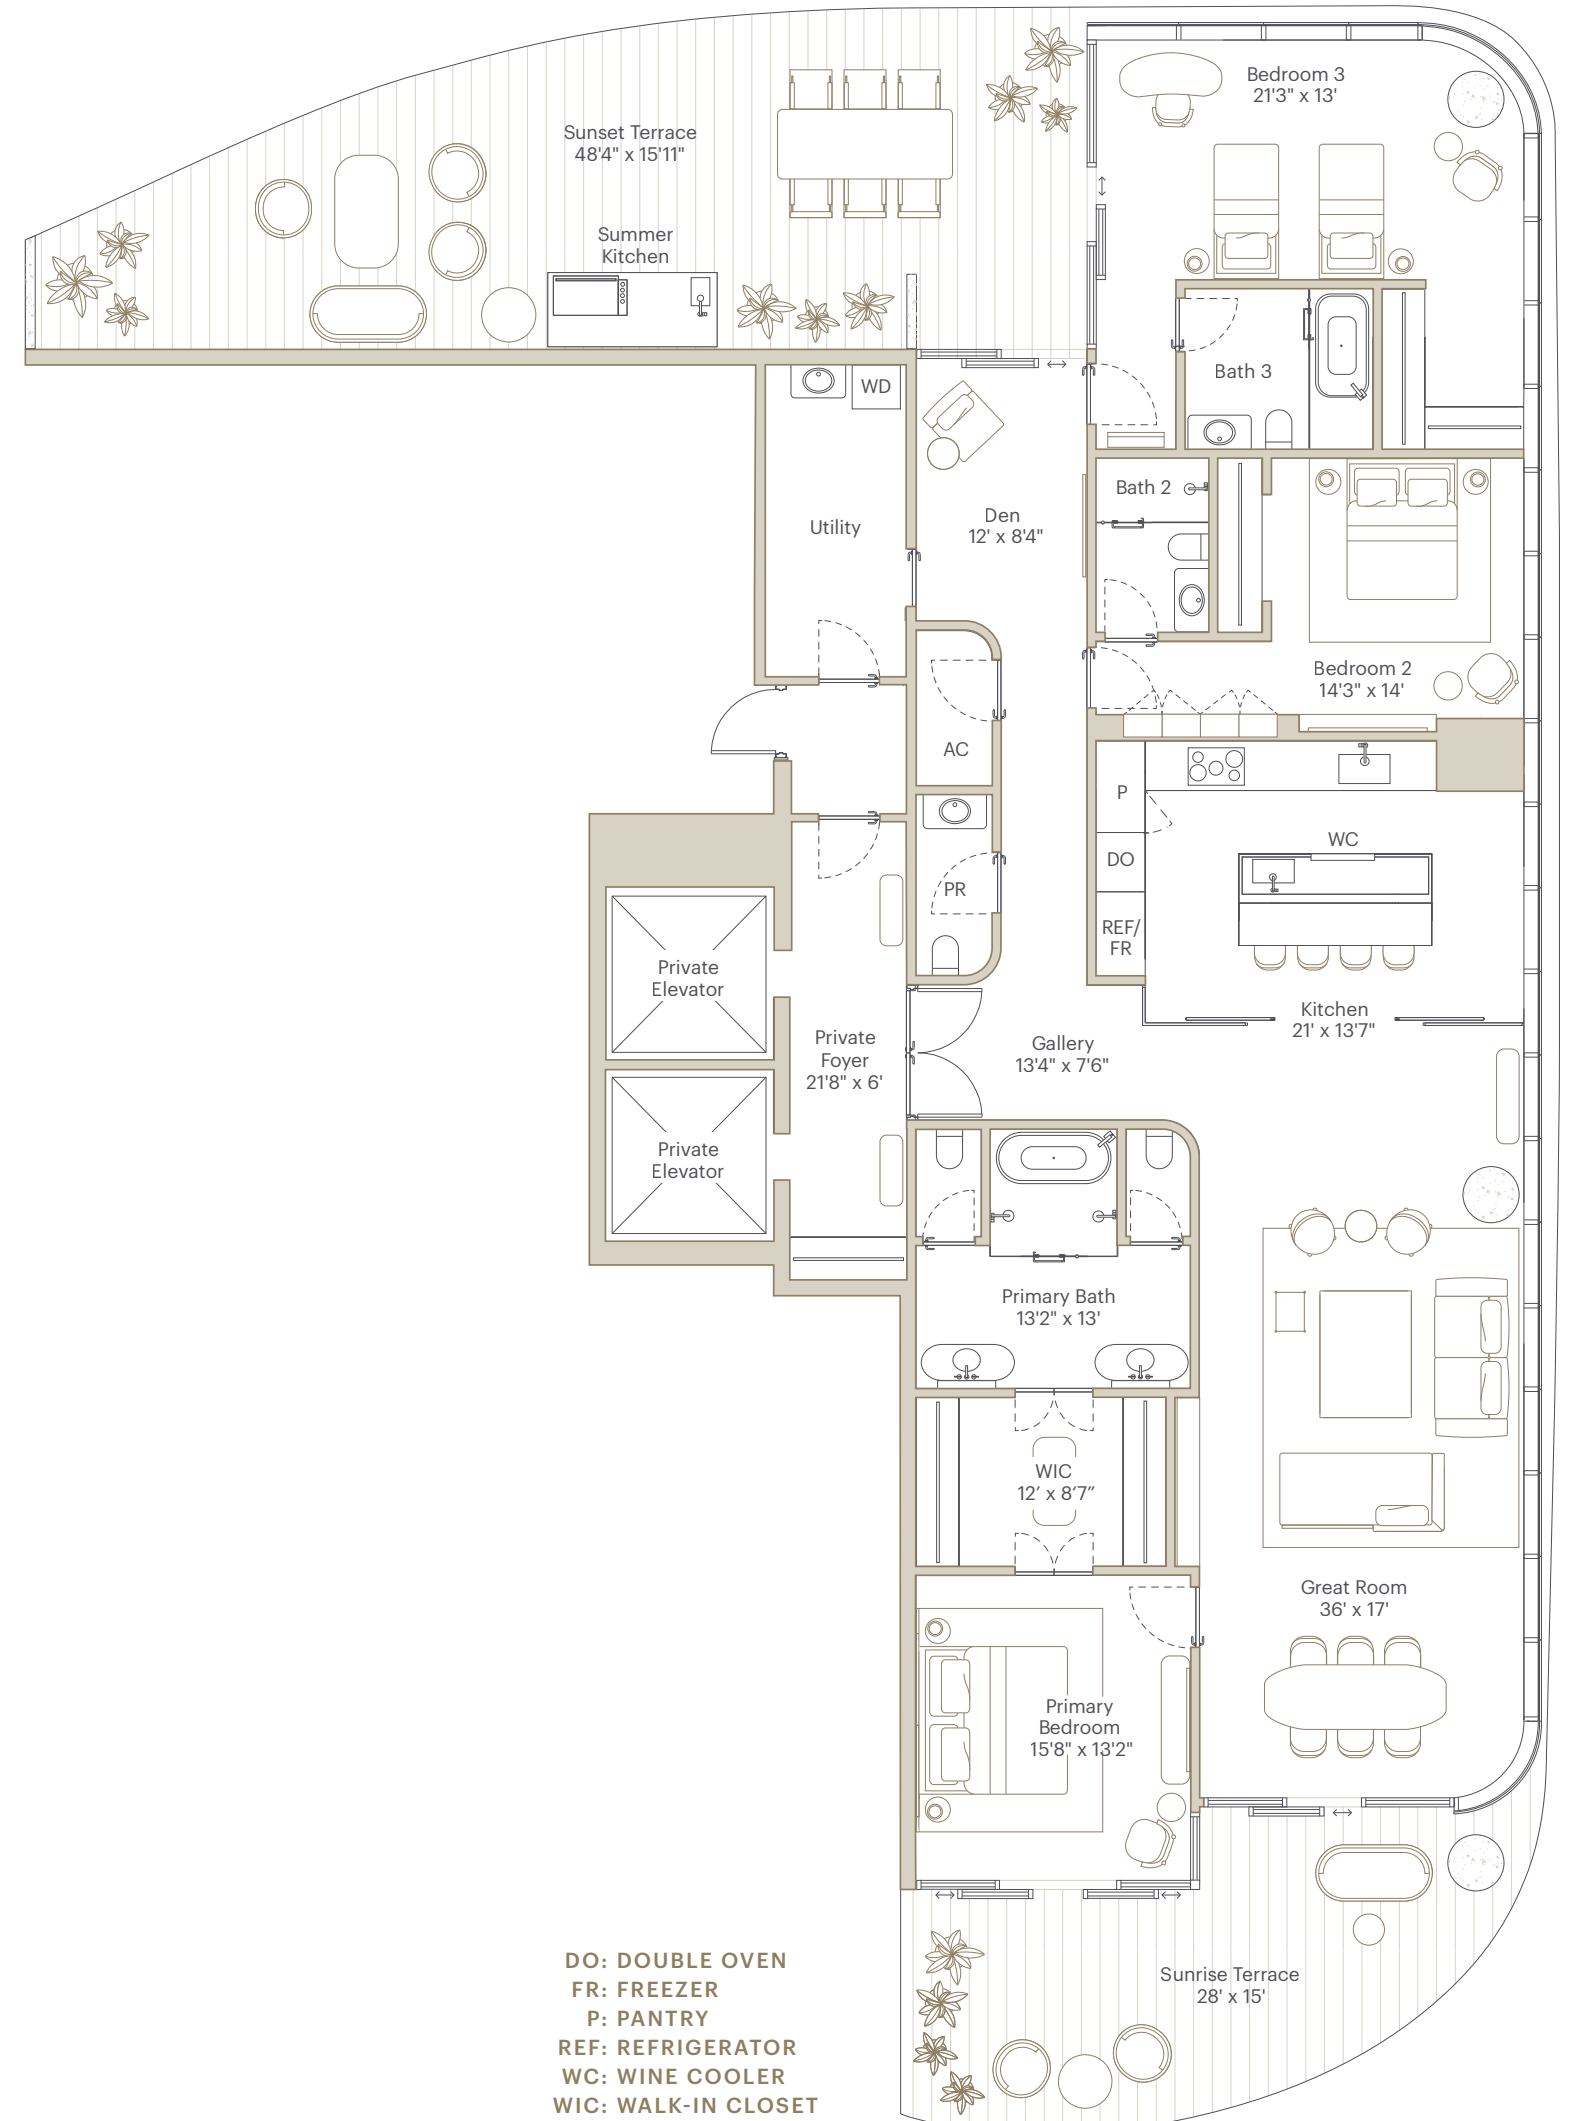 Bedroom 3
21'3" x 13'
Sunset Terrace
48'4" x 15'11"
Summer
Kitchen
Bath 3
WD
Bath 2
Den
12' x 8'4"
Utility
Bedroom 2
14'3" x 14'
AC
P
WC
DO
PR
REF/
FR
Private
Elevator
Kitchen
21' x 13'7"
Private
Foyer
21'8" x 6'
Gallery
13'4" x 7'6"
Private
Elevator
Primary Bath
13'2" x 13'
WIC
12’ x 8‘7”
Great Room
36' x 17'
Primary
Bedroom
15'8" x 13'2"
Sunrise Terrace
28' x 15'
DO: DOUBLE OVEN
FR: FREEZER
P: PANTRY
REF: REFRIGERATOR
WC: WINE COOLER
WIC: WALK-IN CLOSET